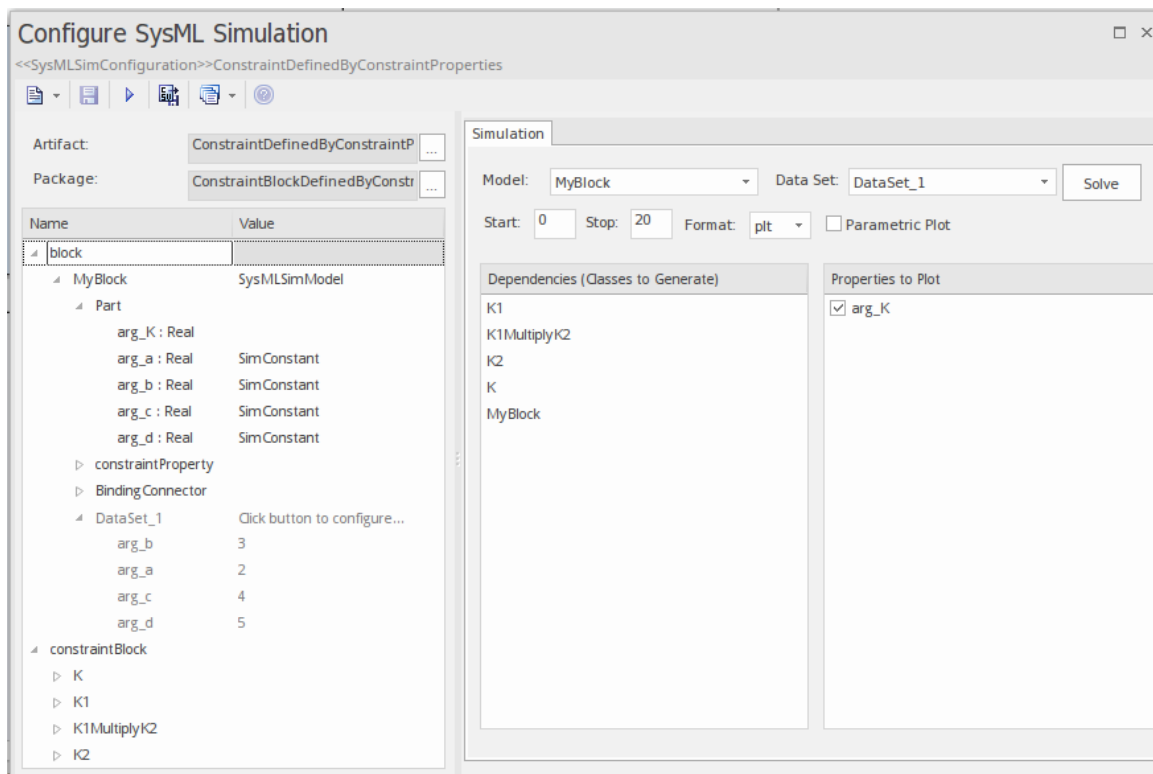 Configure SysML Simulation
<<SysMLSimConfiguration>>ConstraintDefinedByConstraintProperties
Artifact: ConstraintDefinedByConstraintP ...
Package: ConstraintBlockDefinedByConstr ...
Name Value
block
MyBlock SysMLSimModel
Part
arg_K : Real
arg_a : Real SimConstant
arg_b : Real SimConstant
arg_c : Real SimConstant
arg_d : Real SimConstant
constraintProperty
BindingConnector
DataSet_1 Click button to configure...
arg_b 3
arg_a 2
arg_c 4
arg_d 5
constraintBlock
K
K1
K1MultiplyK2
K2
Simulation
Model: MyBlock Data Set: DataSet_1 Solve
Start: 0 Stop: 20 Format: plt Parametric Plot
Dependencies (Classes to Generate)
K1
K1MultiplyK2
K2
K
MyBlock
Properties to Plot
arg_K